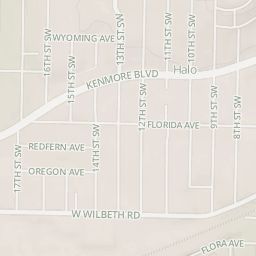 WYOMING AVE
13TH ST. SW
11TH ST. SW
10TH ST. SW
16TH ST. SW
15TH ST. SW
KENMORE BLVD
Halo
14TH ST. SW
12TH ST. SW
FLORIDA AVE
9TH ST. SW
8TH ST. SW
REDFERN AVE
17TH ST. SW
OREGON AVE
W WILBETH RD
FLORA AVE